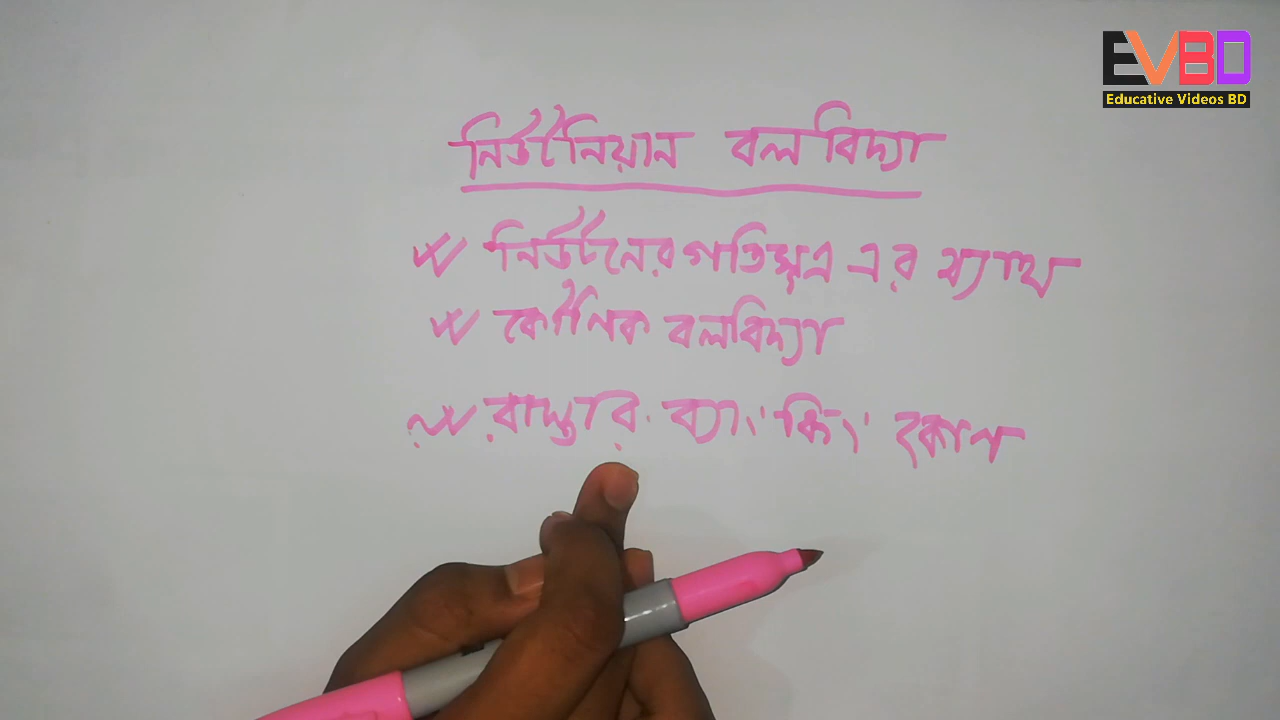 EVBD
Educative Videos BD
নিউটনিয়ান বলবিদ্যা
নিউটনের গতিসূত্র এর ম্যাথ
কৌণিক বলবিদ্যা
রাস্তার ব্যাংকিং কোণ